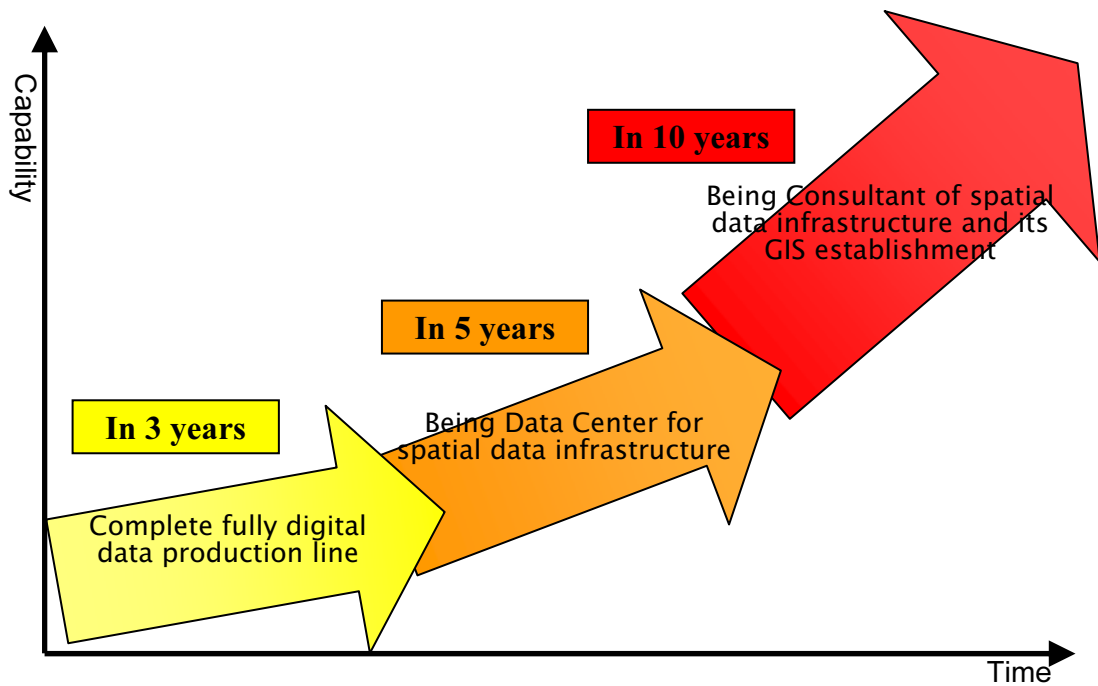 Capability
In 10 years
Being Consultant of spatial
data infrastructure and its
GIS establishment
In 5 years
Being Data Center for
spatial data infrastructure
In 3 years
Complete fully digital
data production line
Time